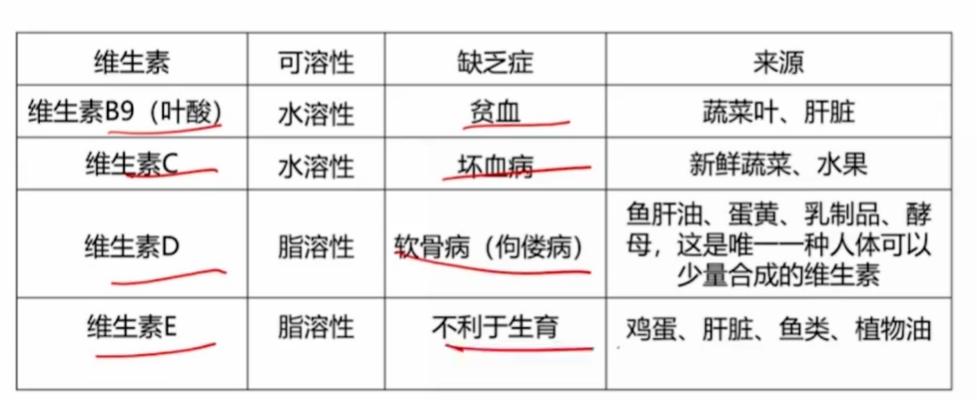 维生素 可溶性 缺乏症 来源
维生素B9（叶酸） 水溶性 贫血 蔬菜叶、肝脏
维生素C 水溶性 坏血病 新鲜蔬菜、水果
维生素D 脂溶性 软骨病（佝偻病） 鱼肝油、蛋黄、乳制品、酵
母，这是唯一一种人体可以
少量合成的维生素
维生素E 脂溶性 不利于生育 鸡蛋、肝脏、鱼类、植物油